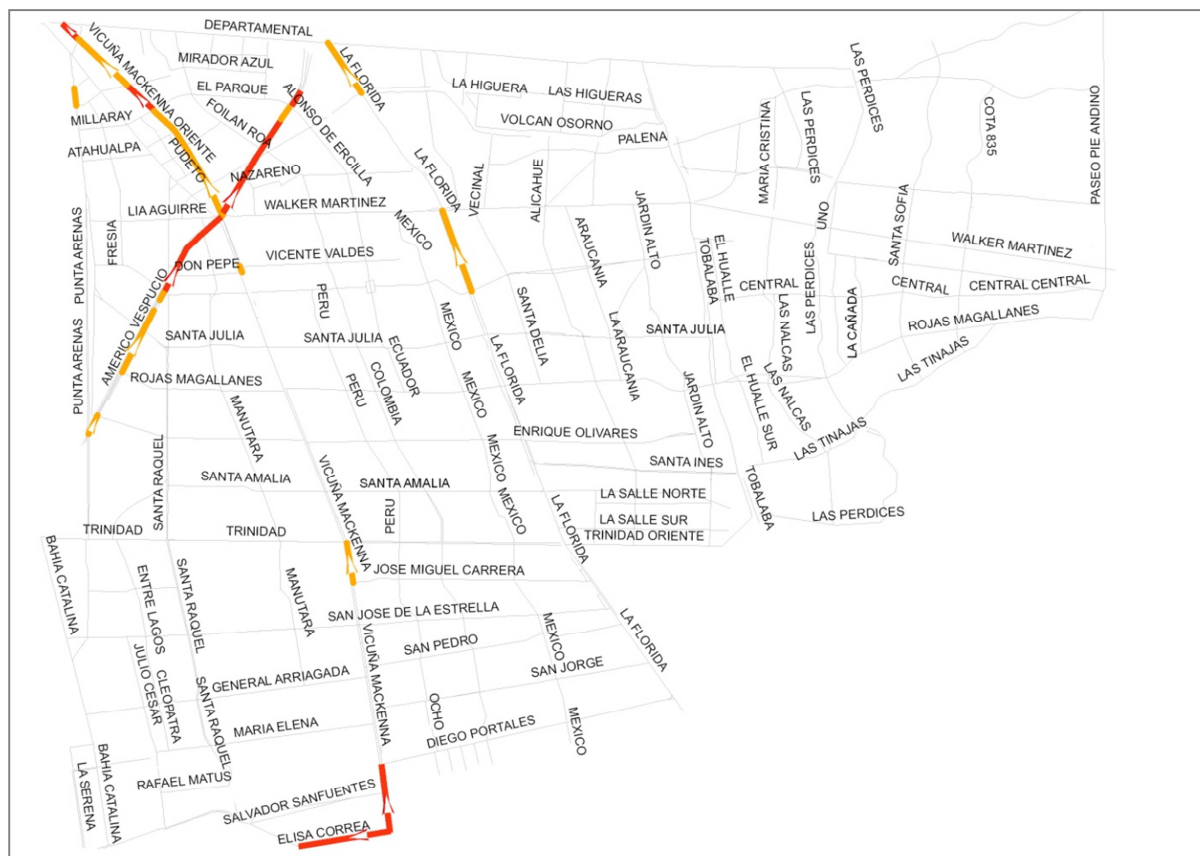 DEPARTAMENTAL
VICUÑA MACKENNA ORIENTE
MIRADOR AZUL
LA FLORIDA
LAS PERDICES
EL PARQUE
ALONSO DE ERCILLA
LA HIGUERA
LAS HIGUERAS
MILLARAY
FOILAN ROA
VOLCAN OSORNO
PALENA
MARIA CRISTINA
LAS PERDICES
COTA 835
PASEO PIE ANDINO
ATAHUALPA
PUDETO
NAZARENO
LA FLORIDA
VECINAL
ALICAHUE
LIA AGUIRRE
WALKER MARTINEZ
MEXICO
JARDIN ALTO
UNO
SANTA SOFIA
PUNTA ARENAS
FRESIA
DON PEPE
VICENTE VALDES
ARAUCANIA
TOBALABA
EL HUALLE
WALKER MARTINEZ
AMERICO VESPUCIO
PERU
CENTRAL
LAS PERDICES
CENTRAL
CENTRAL CENTRAL
PUNTA ARENAS
SANTA JULIA
SANTA JULIA
MEXICO
SANTA DELIA
LA ARAUCANIA
SANTA JULIA
LAS NALCAS
LA CAÑADA
ROJAS MAGALLANES
ECUADOR
LA FLORIDA
LAS TINAJAS
ROJAS MAGALLANES
PERU
COLOMBIA
MEXICO
JARDIN ALTO
EL HUALLE SUR
LAS NALCAS
MANUTARA
SANTA RAQUEL
MEXICO
ENRIQUE OLIVARES
LAS TINAJAS
SANTA AMALIA
VICUÑA MACKENNA
SANTA AMALIA
SANTA INES
MEXICO
LA SALLE NORTE
TOBALABA
TRINIDAD
TRINIDAD
PERU
LA FLORIDA
LA SALLE SUR
TRINIDAD ORIENTE
LAS PERDICES
BAHIA CATALINA
ENTRE LAGOS
SANTA RAQUEL
MANUTARA
JOSE MIGUEL CARRERA
SAN JOSE DE LA ESTRELLA
LA FLORIDA
JULIO CESAR
CLEOPATRA
SANTA RAQUEL
GENERAL ARRIAGADA
VICUÑA MACKENNA
SAN PEDRO
MEXICO
SAN JORGE
MARIA ELENA
OCHO
DIEGO PORTALES
MEXICO
LA SERENA
BAHIA CATALINA
RAFAEL MATUS
SALVADOR SANFUENTES
ELISA CORREA